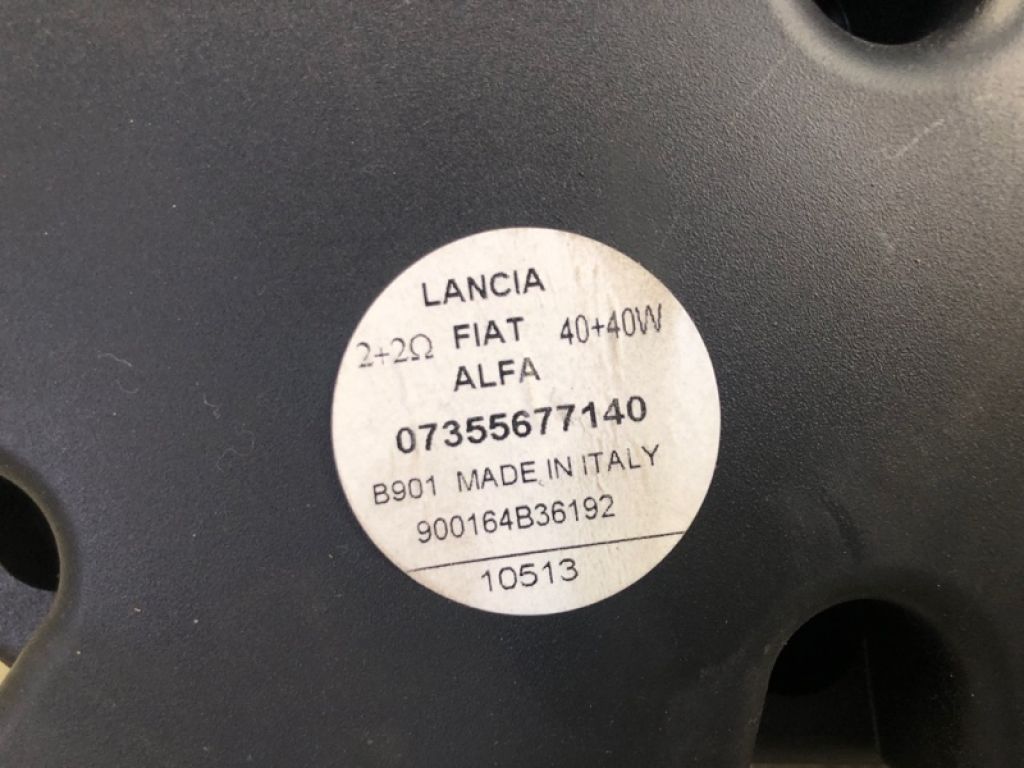 LANCIA
2+2Ω FIAT 40+40W
ALFA
07355677140
B901 MADE IN ITALY
900164B36192
10513